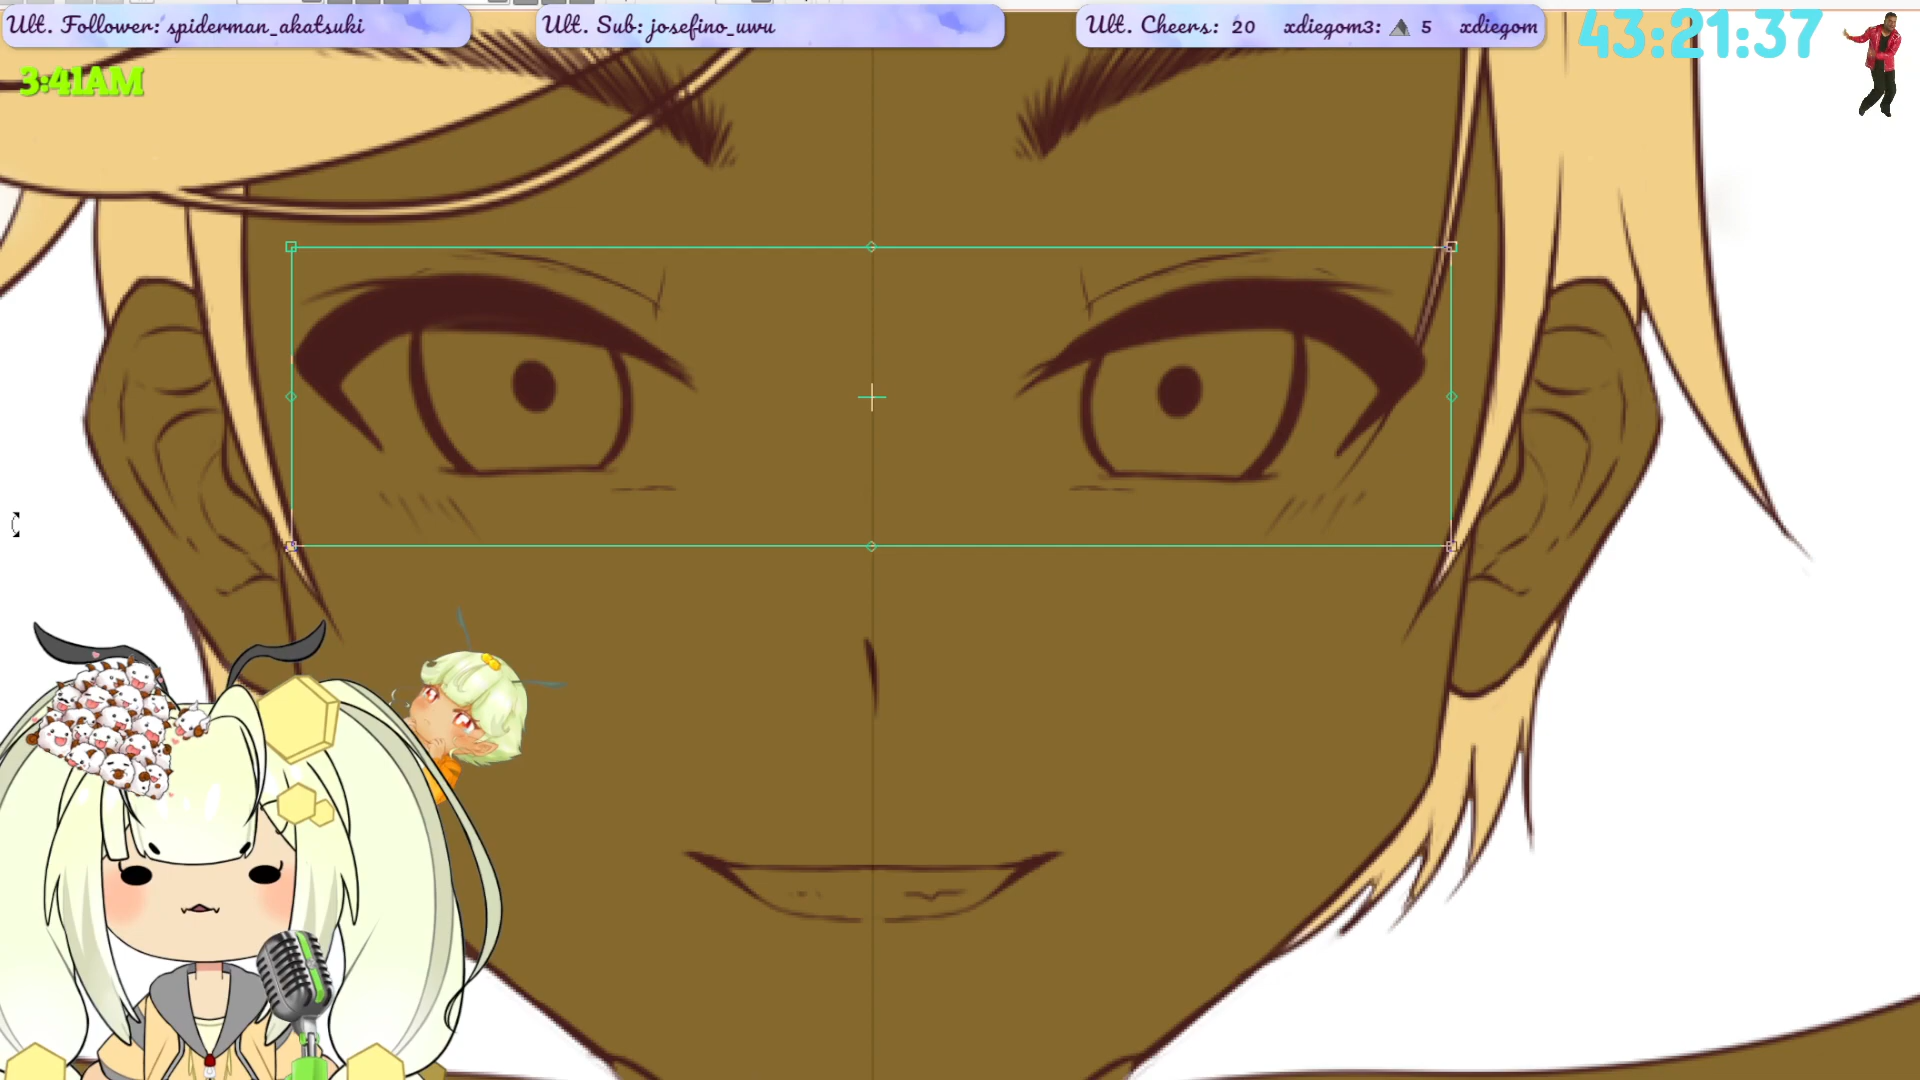 Ult. Follower: spiderman_akatsuki
Ult. Sub: josefino_uwu
Ult. Cheers: 20 xdiegom3: 5 xdiegom
43:21:37
3:41AM